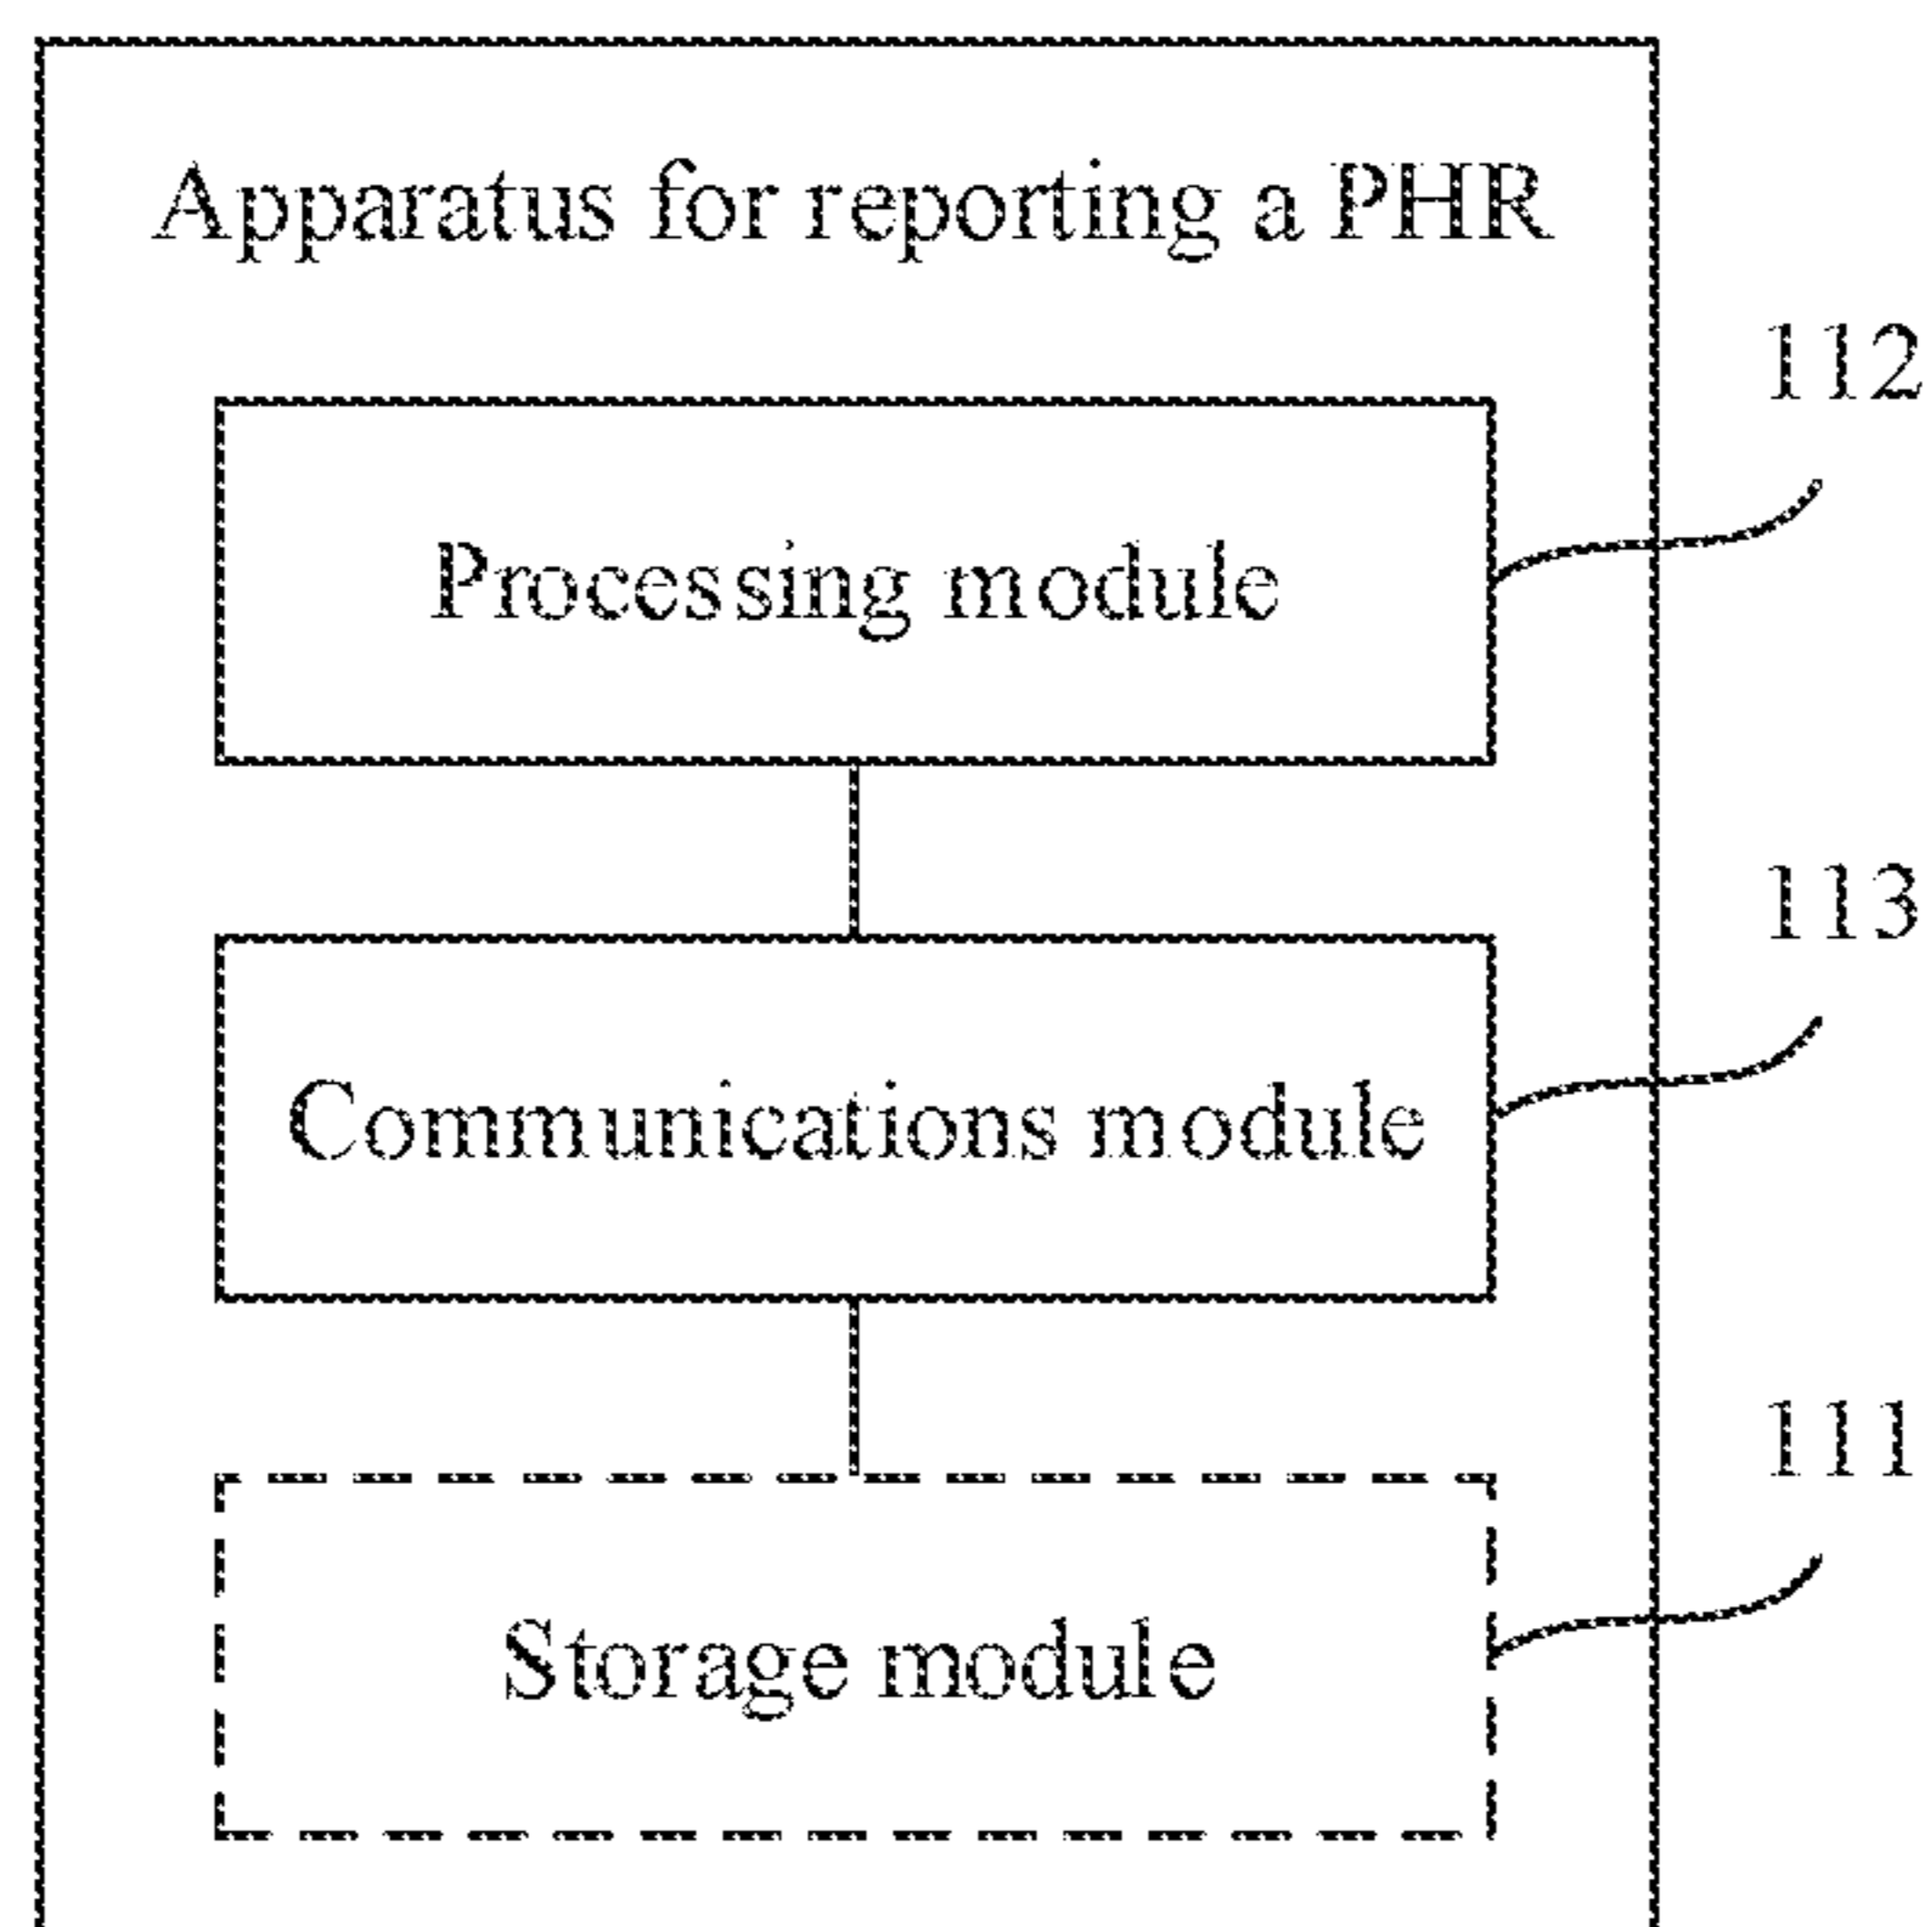 Apparatus for reporting a PHR
112
Processing module
113
Communications module
111
Storage module